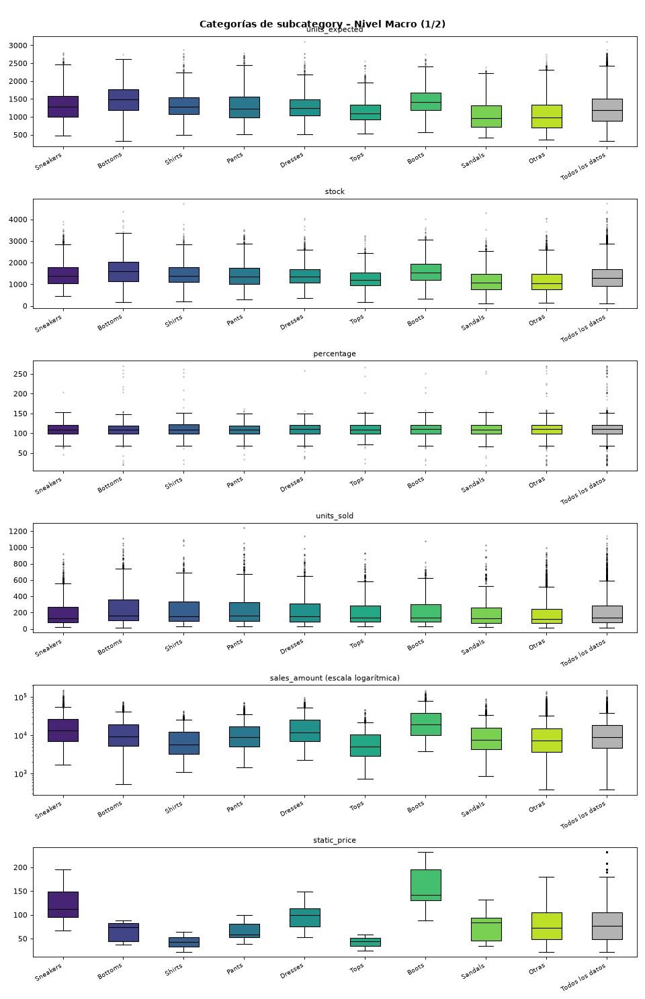 Categorías de subcategory – Nivel Macro (1/2)
units_expected
3000
2500
2000
1500
1000
500
Sneakers
Bottoms
Shirts
Pants
Dresses
Tops
Boots
Sandals
Otras
Todos los datos
stock
4000
3000
2000
1000
0
Sneakers
Bottoms
Shirts
Pants
Dresses
Tops
Boots
Sandals
Otras
Todos los datos
percentage
250
200
150
100
50
Sneakers
Bottoms
Shirts
Pants
Dresses
Tops
Boots
Sandals
Otras
Todos los datos
units_sold
1200
1000
800
600
400
200
0
Sneakers
Bottoms
Shirts
Pants
Dresses
Tops
Boots
Sandals
Otras
Todos los datos
sales_amount (escala logarítmica)
10⁵
10⁴
10³
Sneakers
Bottoms
Shirts
Pants
Dresses
Tops
Boots
Sandals
Otras
Todos los datos
static_price
200
150
100
50
Sneakers
Bottoms
Shirts
Pants
Dresses
Tops
Boots
Sandals
Otras
Todos los datos